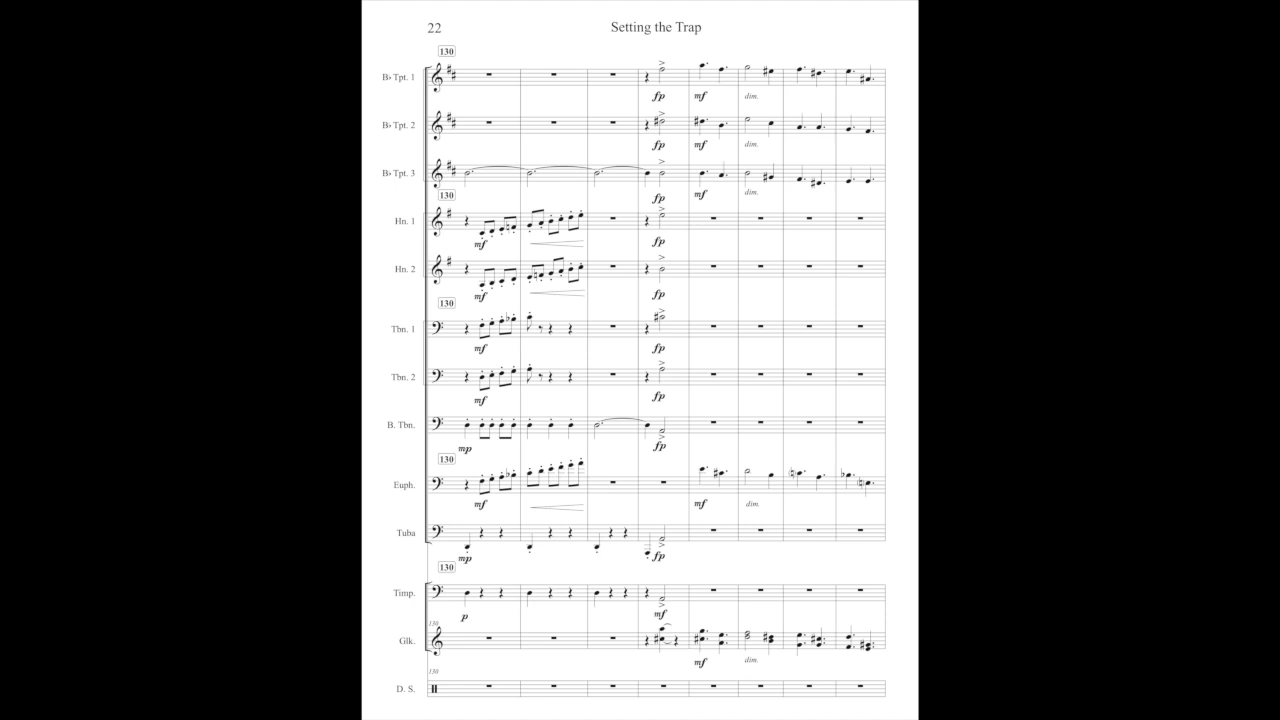 22 Setting the Trap
130
B♭ Tpt. 1
fp mf dim.
B♭ Tpt. 2
fp mf dim.
B♭ Tpt. 3
fp mf dim.
130
Hn. 1
mf fp
Hn. 2
mf fp
130
Tbn. 1
mf fp
Tbn. 2
mf fp
B. Tbn.
mp fp
130
Euph.
mf mf dim.
Tuba
mp fp
130
Timp.
p mf
130
Glk.
mf dim.
130
D. S.